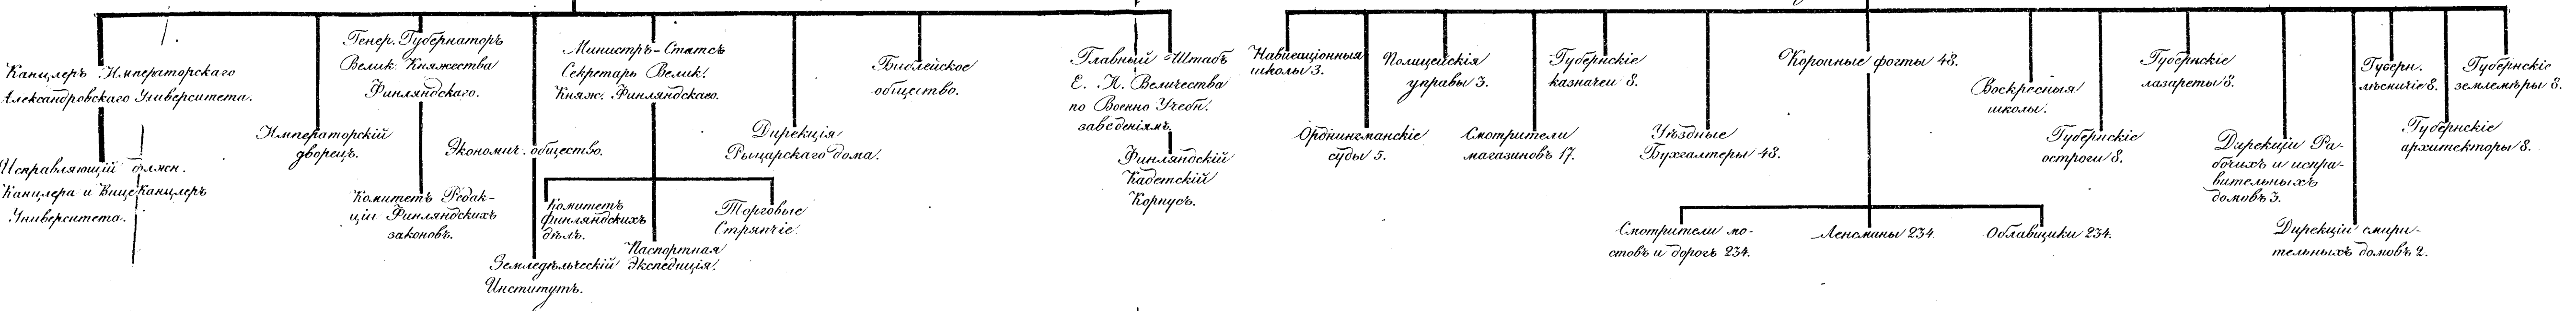 Канцлеръ Императорскаго
Александровскаго Университета.
Исправляющій должн.
Канцлера и Вице Канцлеръ
Университета.
Императорскій
дворецъ.
Генер. Губернаторъ
Велик. Княжества
Финляндскаго.
Комитетъ Редак-
ціи Финляндскихъ
законовъ.
Экономич. общество.
Земледѣльческій
Институтъ.
Министръ-Статсъ
Секретарь Велик.
Княж. Финляндскаго.
Комитетъ
финляндскихъ
дѣлъ.
Паспортная
Экспедиція.
Торговые
Стряпчіе.
Дирекція
Рыцарскаго дома.
Библейское
общество.
Главный Штабъ
Е. И. Величества
по Военно Учебн.
заведеніямъ.
Финляндскій
Кадетскій
Корпусъ.
Навигаціонныя
школы 3.
Орднингманскіе
суды 5.
Полицейскія
управы 3.
Смотрители
магазиновъ 17.
Губернскіе
казначеи 8.
Уѣздные
Бухгалтеры 48.
Коронные фогты 48.
Смотрители мо-
стовъ и дорогъ 234.
Ленсманы 234.
Облавщики 234.
Воскресныя
школы.
Губернскіе
остроги 8.
Губернскіе
лазареты 8.
Дирекціи Ра-
бочихъ и испра-
вительныхъ
домовъ 3.
Дирекціи смири-
тельныхъ домовъ 2.
Губерн.
лѣсничіе 8.
Губернскіе
архитекторы 8.
Губернскіе
землемѣры 8.